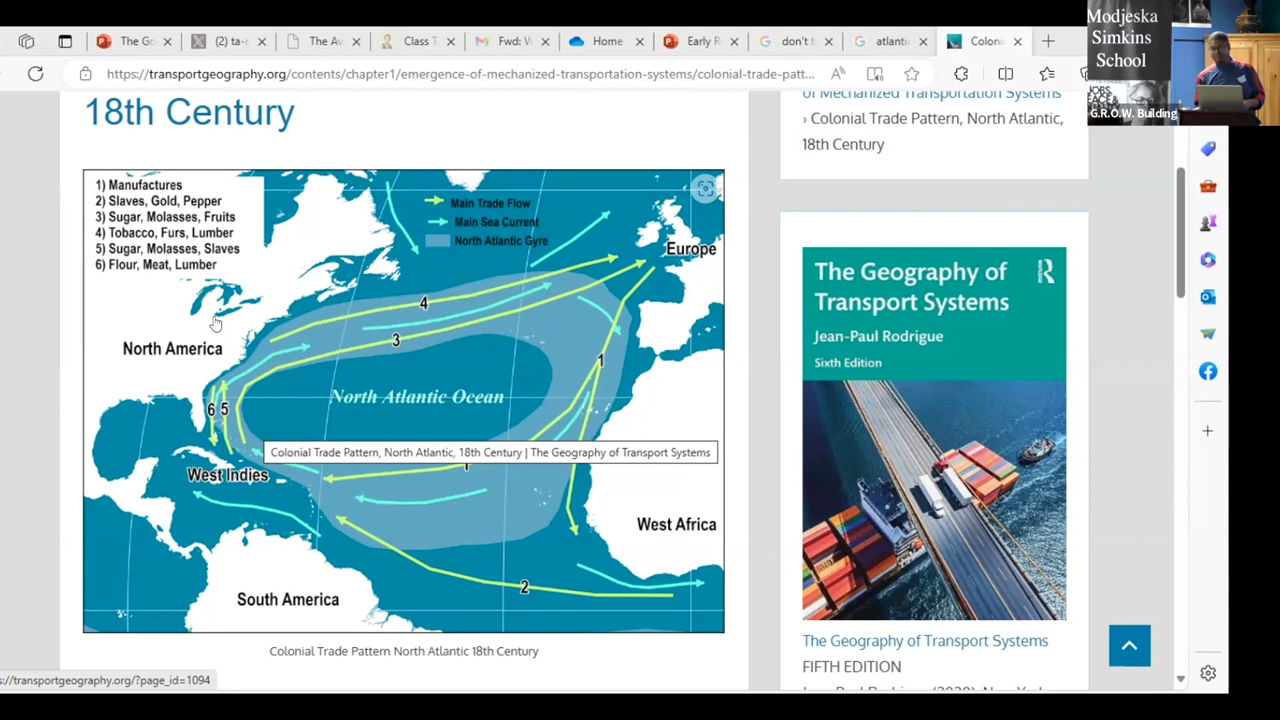 The Go
(2) ta-r
The Av
Class T
Fwd: W
Home
Early R
don't t
atlantic
Coloni
https://transportgeography.org/contents/chapter1/emergence-of-mechanized-transportation-systems/colonial-trade-patt...
Modjeska
Simkins
School
JOBS,
G.R.O.W. Building
18th Century
of Mechanized Transportation Systems
› Colonial Trade Pattern, North Atlantic,
18th Century
1) Manufactures
2) Slaves, Gold, Pepper
3) Sugar, Molasses, Fruits
4) Tobacco, Furs, Lumber
5) Sugar, Molasses, Slaves
6) Flour, Meat, Lumber
Main Trade Flow
Main Sea Current
North Atlantic Gyre
Europe
4
3
1
North America
North Atlantic Ocean
6 5
Colonial Trade Pattern, North Atlantic, 18th Century | The Geography of Transport Systems
West Indies
West Africa
2
South America
Colonial Trade Pattern North Atlantic 18th Century
The Geography of
Transport Systems
R
Jean-Paul Rodrigue
Sixth Edition
The Geography of Transport Systems
FIFTH EDITION
s://transportgeography.org/?page_id=1094